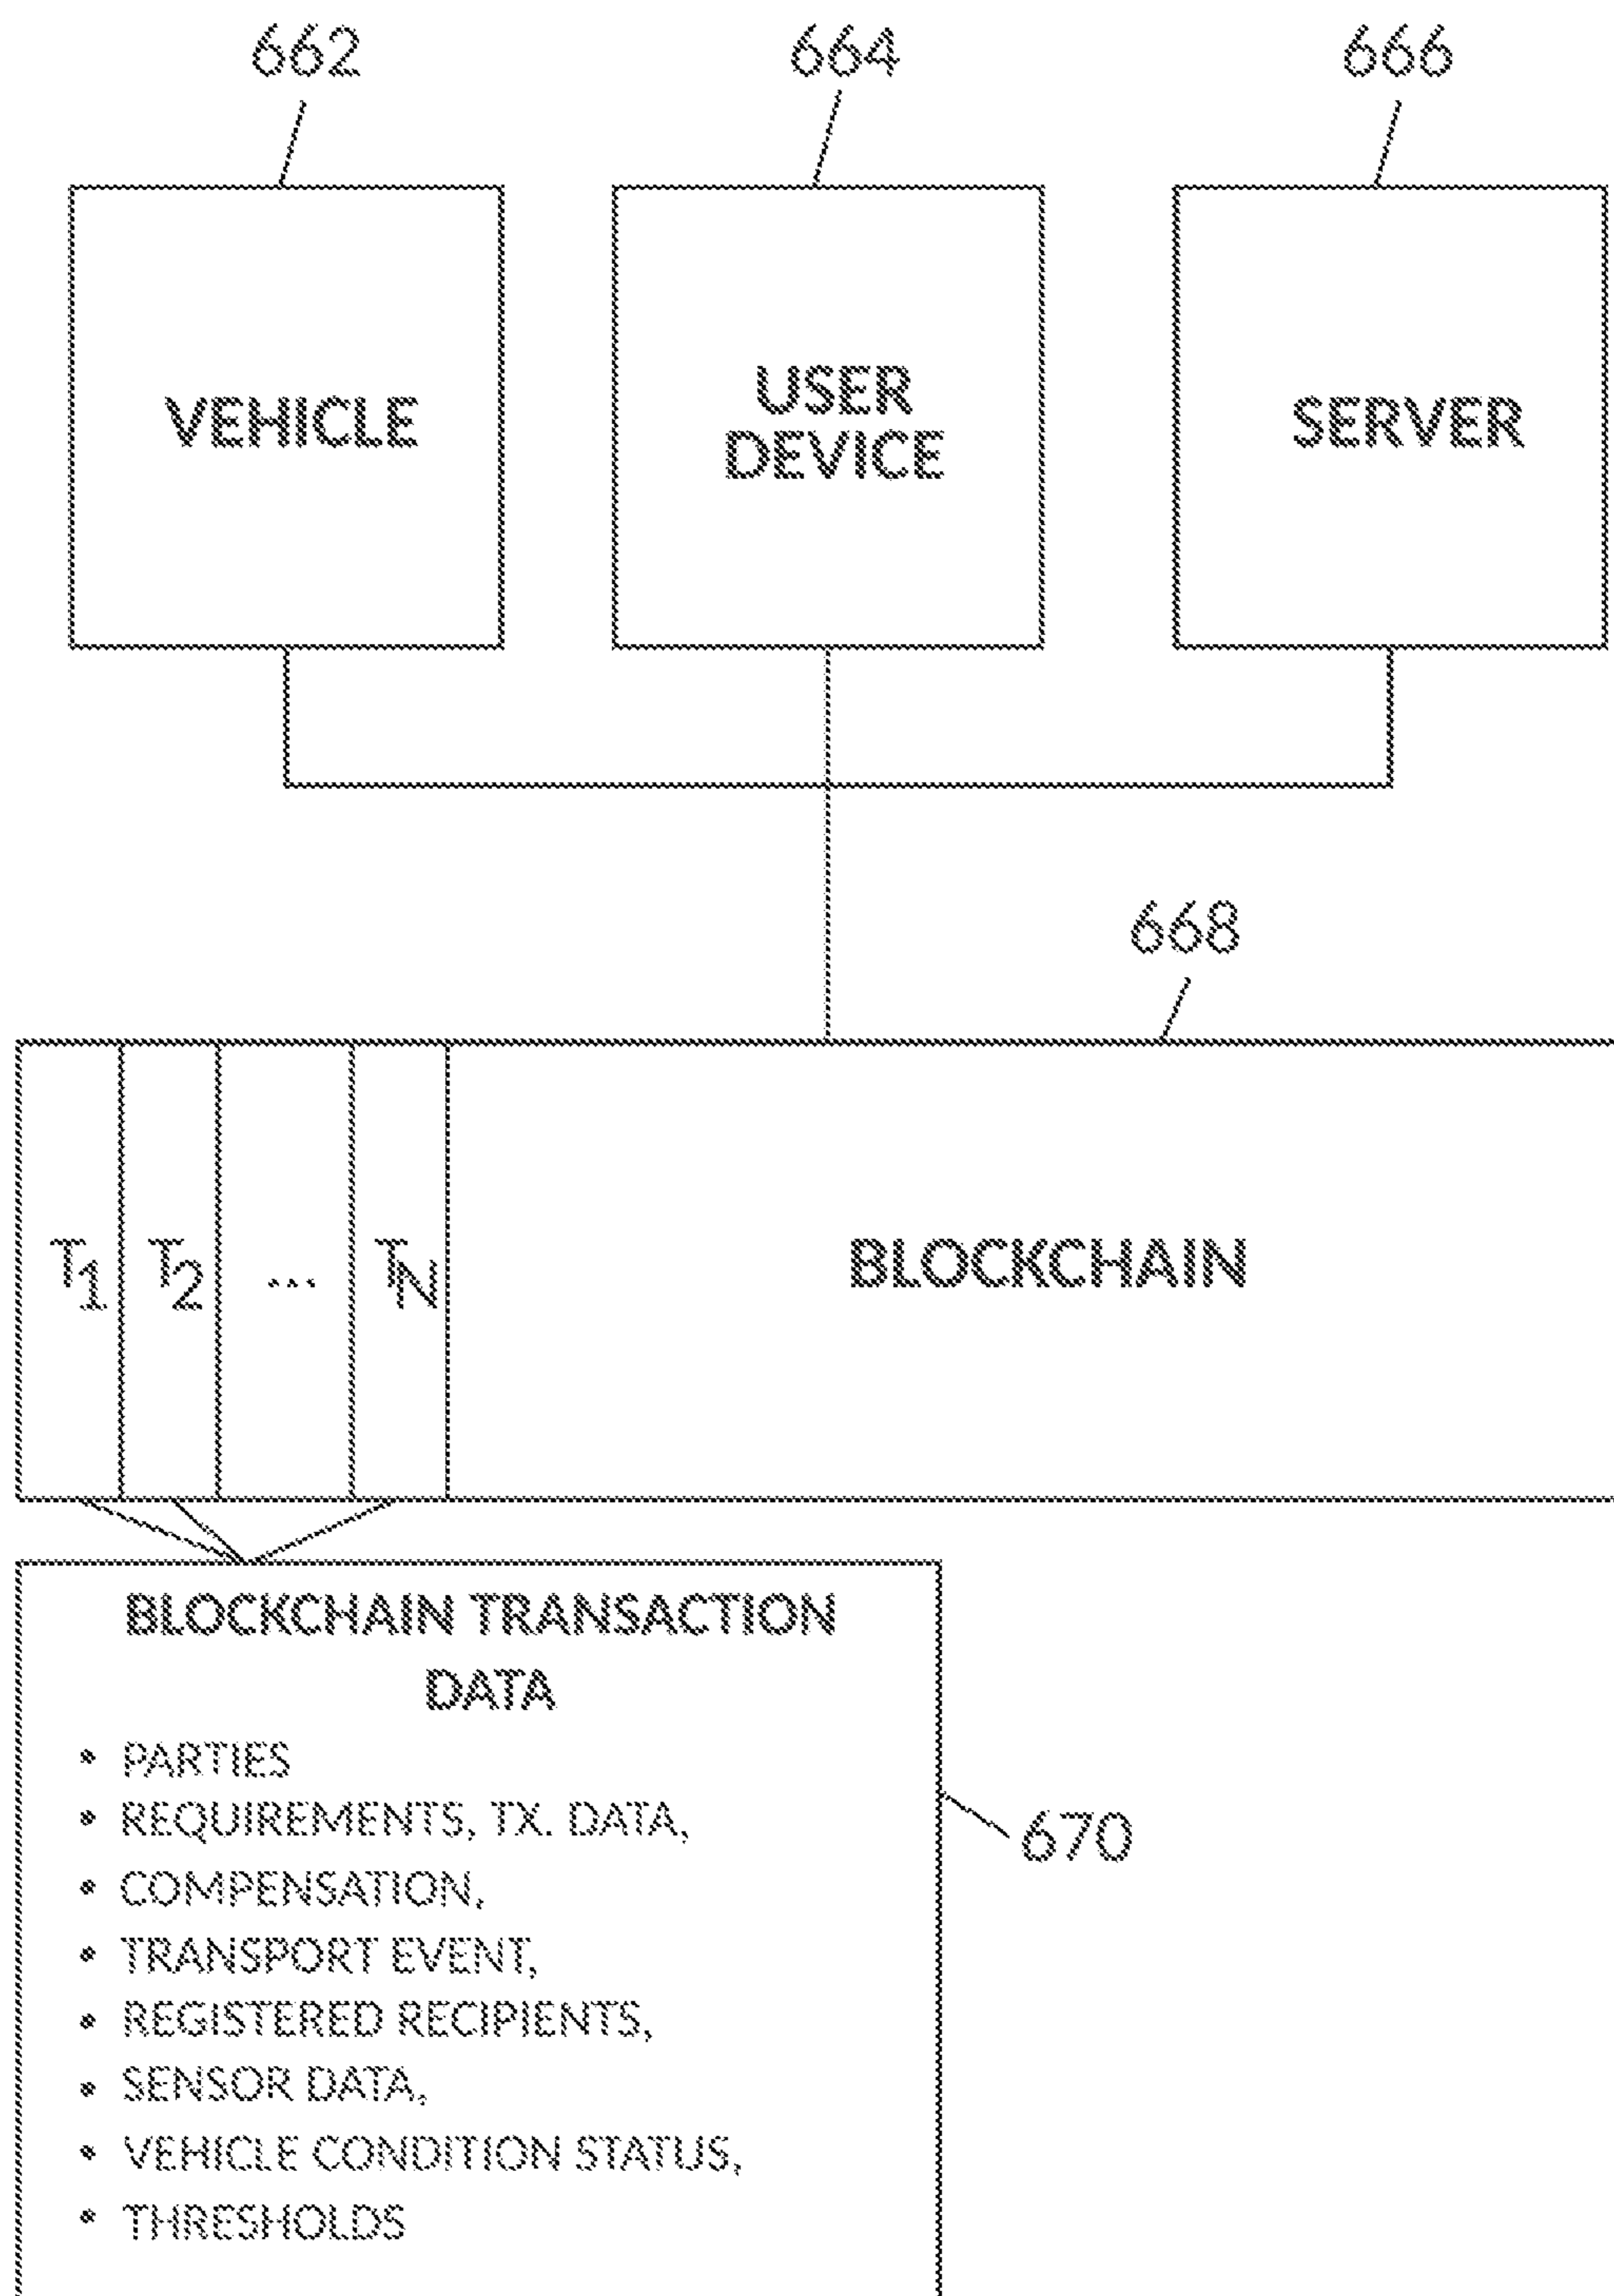 662 664 666
VEHICLE
USER
DEVICE
SERVER
668
T1 T2 ... TN BLOCKCHAIN
BLOCKCHAIN TRANSACTION
DATA
• PARTIES
• REQUIREMENTS, TX. DATA,
• COMPENSATION,
• TRANSPORT EVENT,
• REGISTERED RECIPIENTS,
• SENSOR DATA,
• VEHICLE CONDITION STATUS,
• THRESHOLDS
670